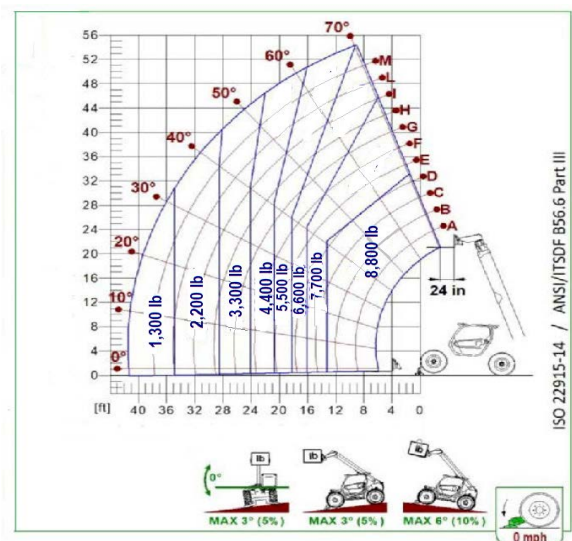 56
52
48
44
40
36
32
28
24
20
16
12
8
4
0
[ft] 40 36 32 28 24 20 16 12 8 4 0
0°
10°
20°
30°
40°
50°
60°
70°
M
L
I
H
G
F
E
D
C
B
A
1,300 lb
2,200 lb
3,300 lb
4,400 lb
5,500 lb
6,600 lb
7,700 lb
8,800 lb
24 in
ISO 22915-14 / ANSI/ITSDF B56.6 Part III
0°
lb
lb
lb
MAX 3° (5%)
MAX 3° (5%)
MAX 6° (10%)
0 mph